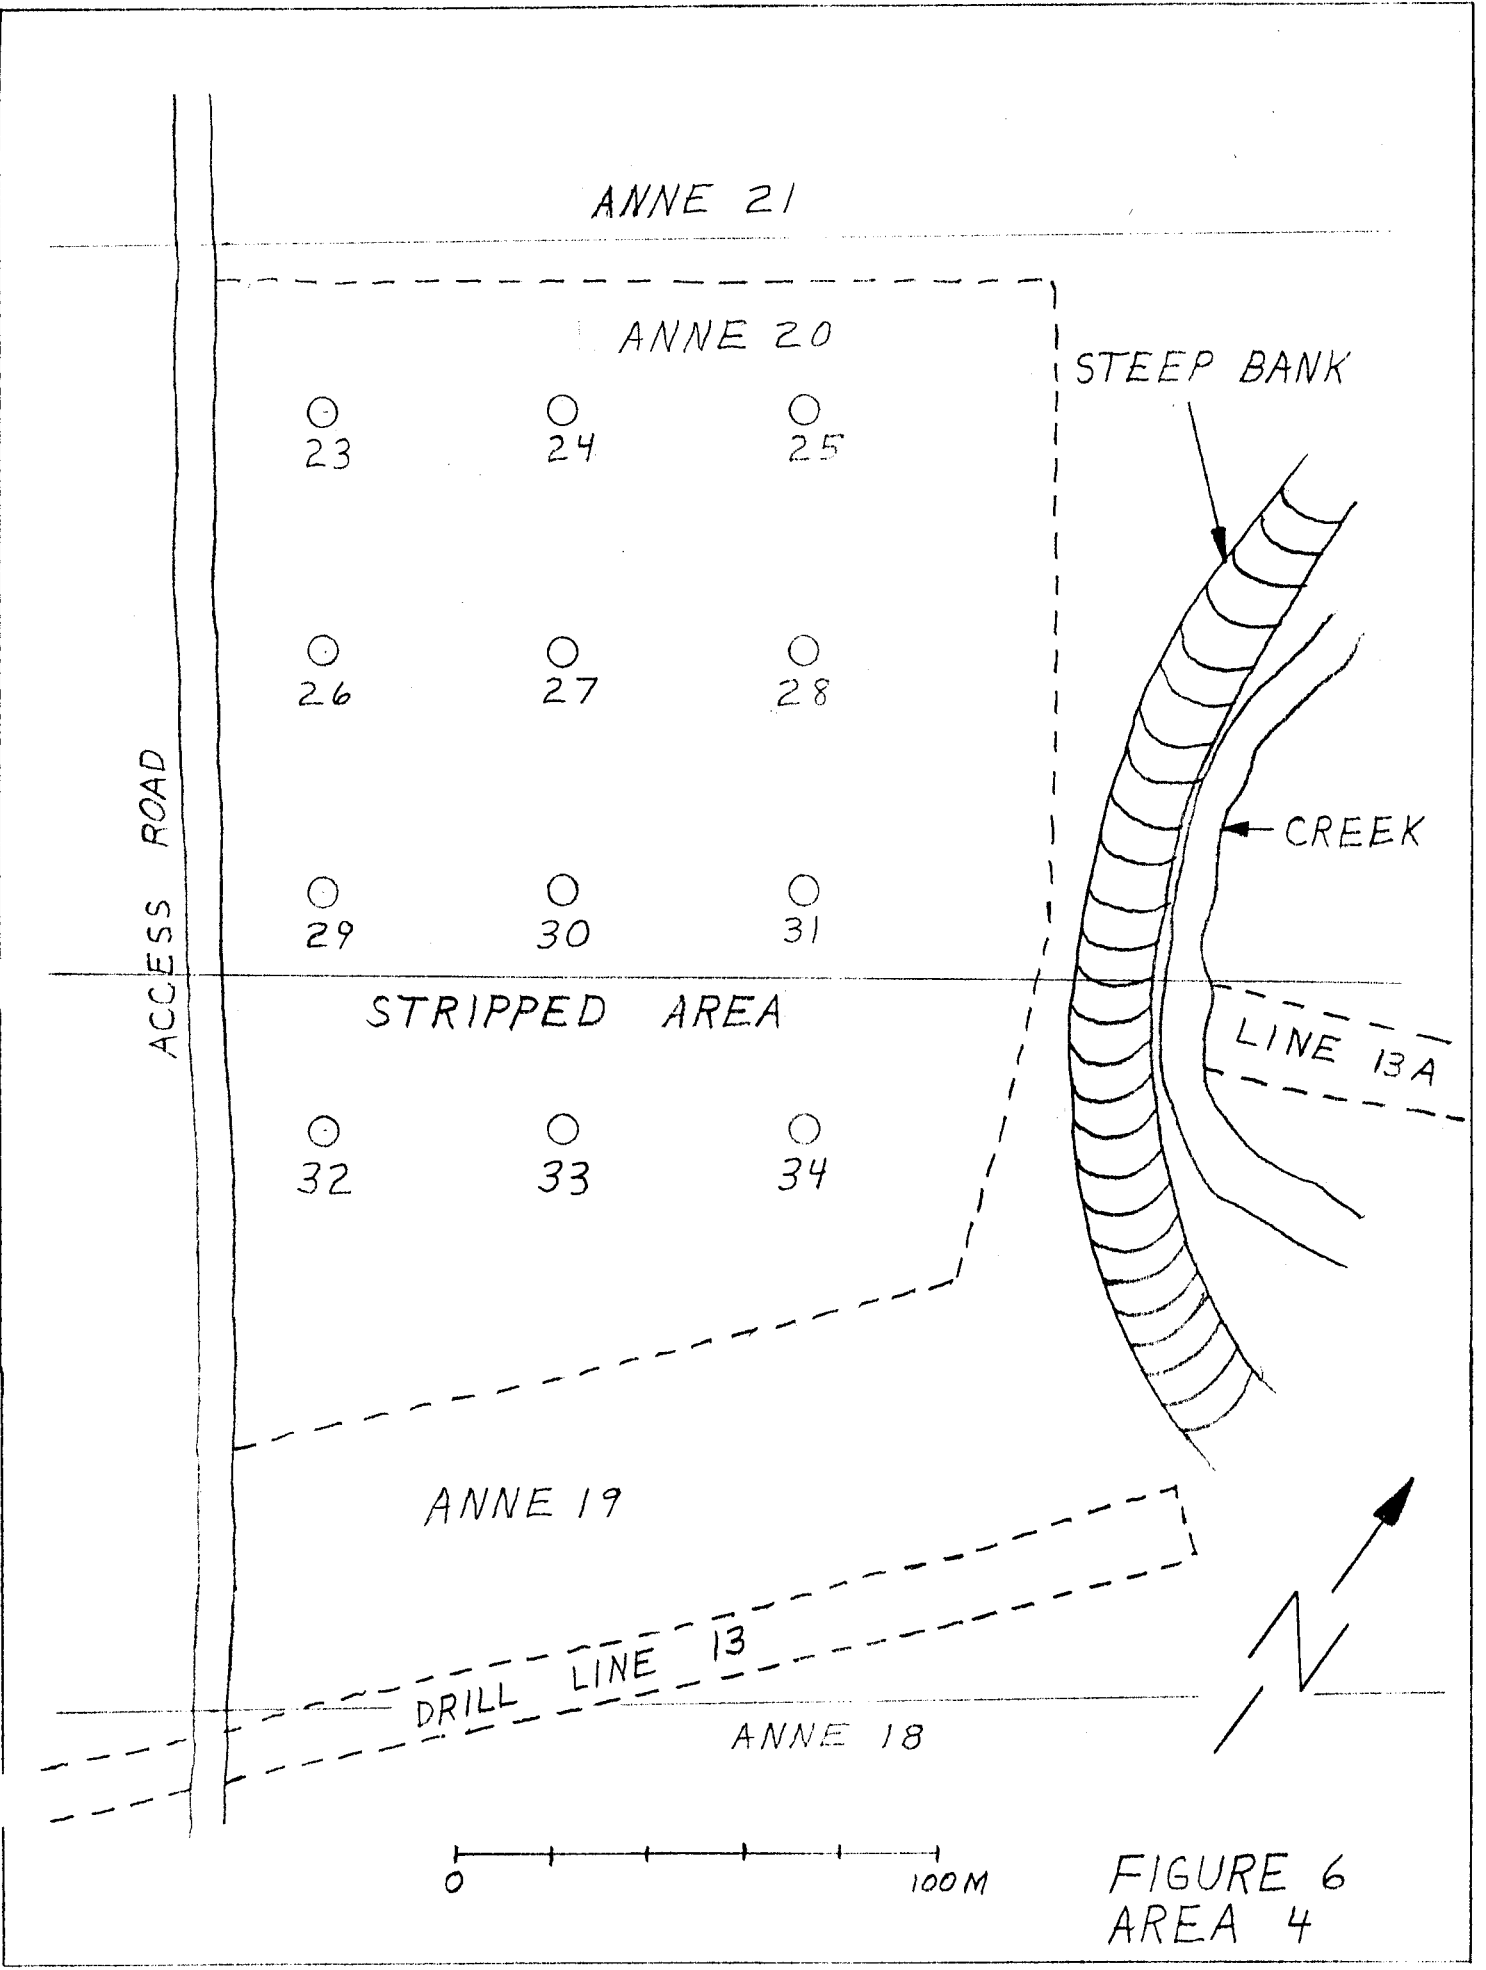 ANNE 21
ANNE 20
STEEP BANK
23 24 25
26 27 28
CREEK
ACCESS ROAD
29 30 31
STRIPPED AREA
LINE 13A
32 33 34
ANNE 19
DRILL LINE 13
N
ANNE 18
0 100M
FIGURE 6
AREA 4